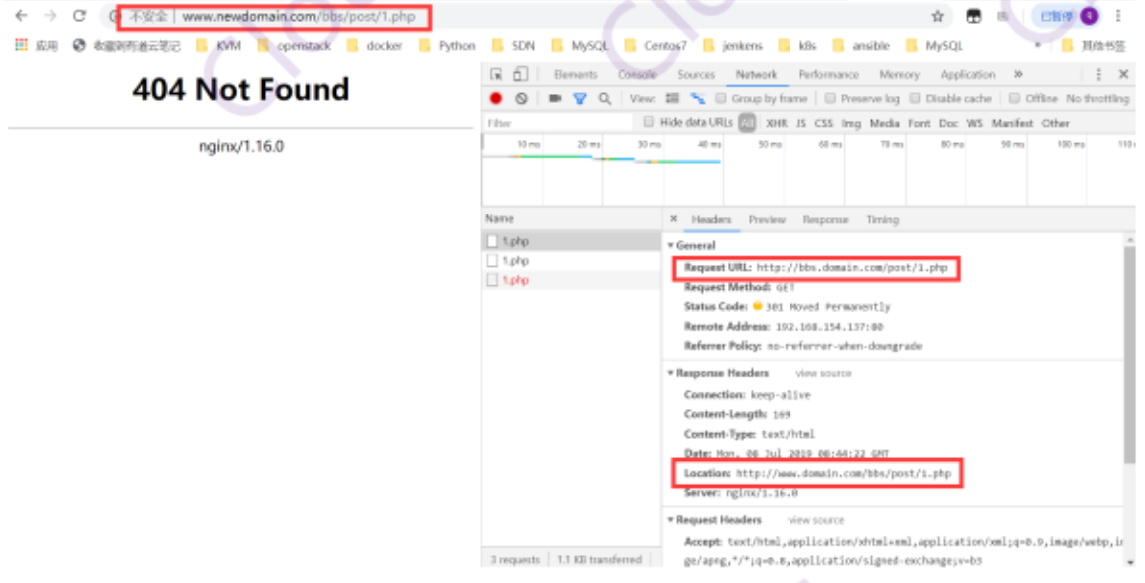 不安全 | www.newdomain.com/bbs/post/1.php
已暂停
应用 收藏到有道云笔记 KVM openstack docker Python SDN MySQL Centos7 jenkens k8s ansible MySQL » 其他书签
404 Not Found
nginx/1.16.0
Elements Console Sources Network Performance Memory Application »
View: Group by frame Preserve log Disable cache Offline No throttling
Filter Hide data URLs All XHR JS CSS Img Media Font Doc WS Manifest Other
10 ms 20 ms 30 ms 40 ms 50 ms 60 ms 70 ms 80 ms 90 ms 100 ms 110
Name
1.php
1.php
1.php
3 requests 1.1 KB transferred
× Headers Preview Response Timing
▼ General
Request URL: http://bbs.domain.com/post/1.php
Request Method: GET
Status Code: 301 Moved Permanently
Remote Address: 192.168.154.137:80
Referrer Policy: no-referrer-when-downgrade
▼ Response Headers view source
Connection: keep-alive
Content-Length: 169
Content-Type: text/html
Date: Mon, 08 Jul 2019 08:44:22 GMT
Location: http://www.domain.com/bbs/post/1.php
Server: nginx/1.16.0
▼ Request Headers view source
Accept: text/html,application/xhtml+xml,application/xml;q=0.9,image/webp,i
ge/apng,*/*;q=0.8,application/signed-exchange;v=b3